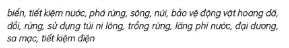 biển, tiết kiệm nước, phá rừng, sông, núi, bảo vệ động vật hoang dã,
đồi, rừng, sử dụng túi ni lông, trồng rừng, lãng phí nước, đại dương,
sa mạc, tiết kiệm điện